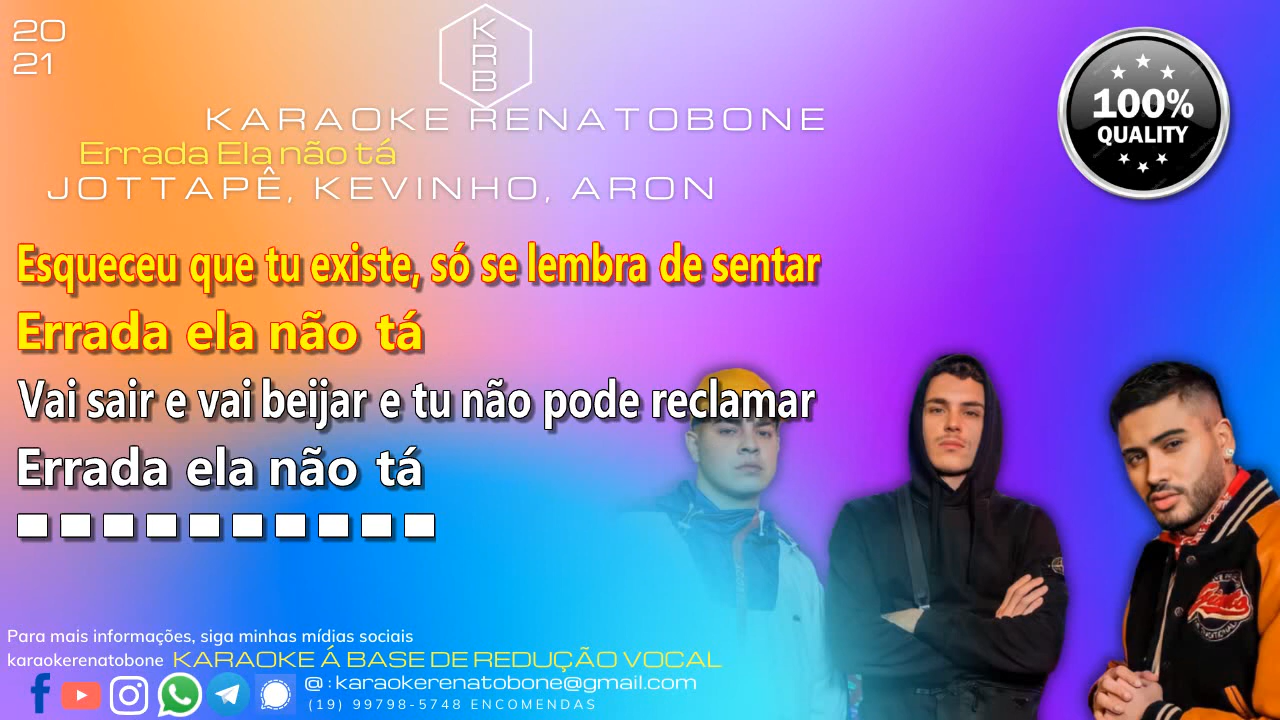 20
21
K
R
B
KARAOKE RENATOBONE
Errada Ela não tá
JOTTAPÊ, KEVINHO, ARON
100%
QUALITY
Esqueceu que tu existe, só se lembra de sentar
Errada ela não tá
Vai sair e vai beijar e tu não pode reclamar
Errada ela não tá
Para mais informações, siga minhas mídias sociais
karaokerenatobone KARAOKE Á BASE DE REDUÇÃO VOCAL
@ : karaokerenatobone@gmail.com
(19) 99798-5748 ENCOMENDAS